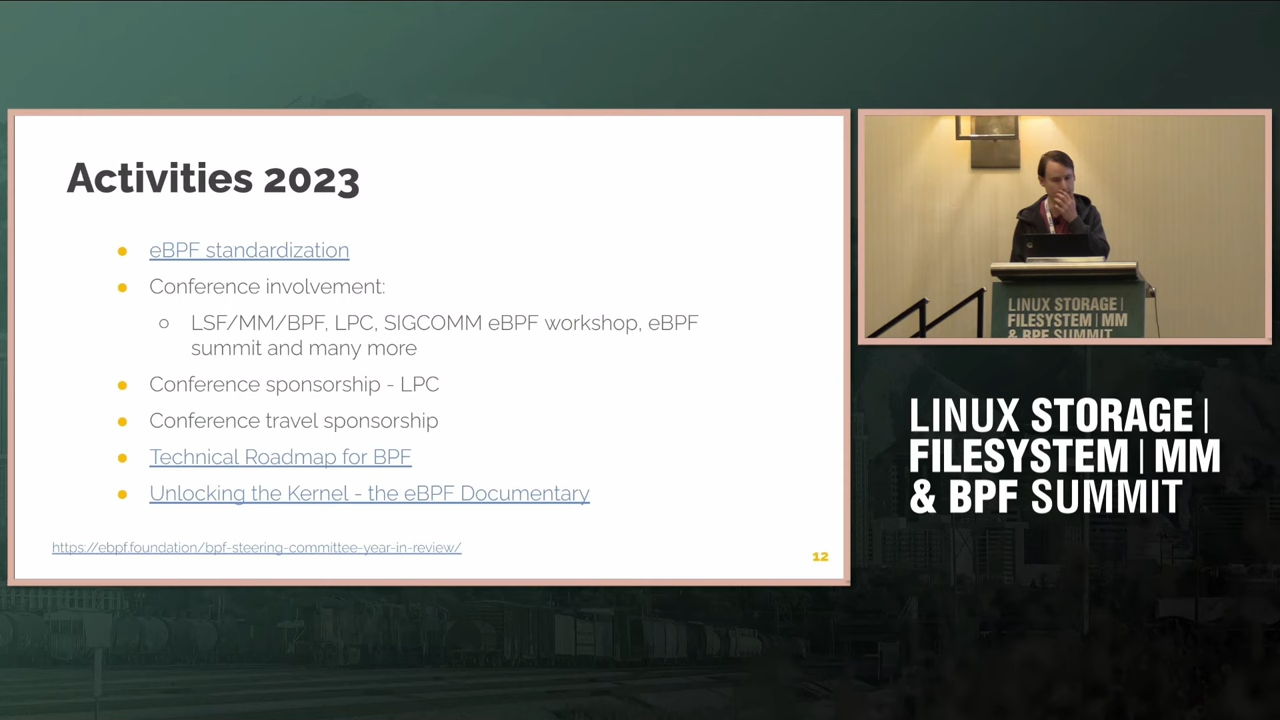 Activities 2023
eBPF standardization
Conference involvement:
LSF/MM/BPF, LPC, SIGCOMM eBPF workshop, eBPF
summit and many more
Conference sponsorship - LPC
Conference travel sponsorship
Technical Roadmap for BPF
Unlocking the Kernel - the eBPF Documentary
https://ebpf.foundation/bpf-steering-committee-year-in-review/
12
LINUX STORAGE |
FILESYSTEM | MM
& BPF SUMMIT
LINUX STORAGE |
FILESYSTEM | MM
& BPF SUMMIT